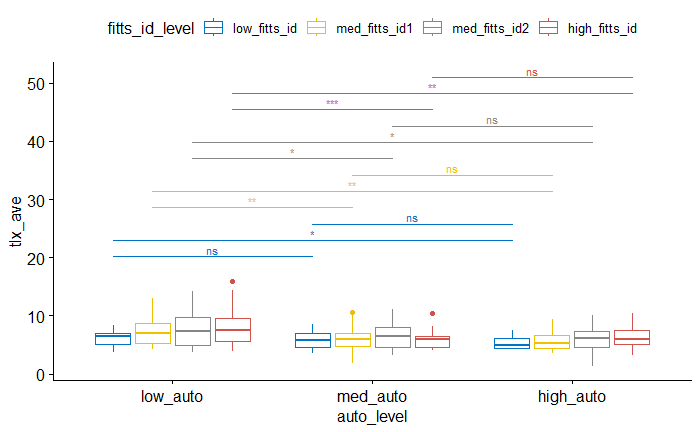 fitts_id_level low_fitts_id med_fitts_id1 med_fitts_id2 high_fitts_id
50
ns
**
***
ns
*
40
*
ns
**
30
**
ns
*
20
ns
10
0
tlx_ave
low_auto med_auto high_auto
auto_level